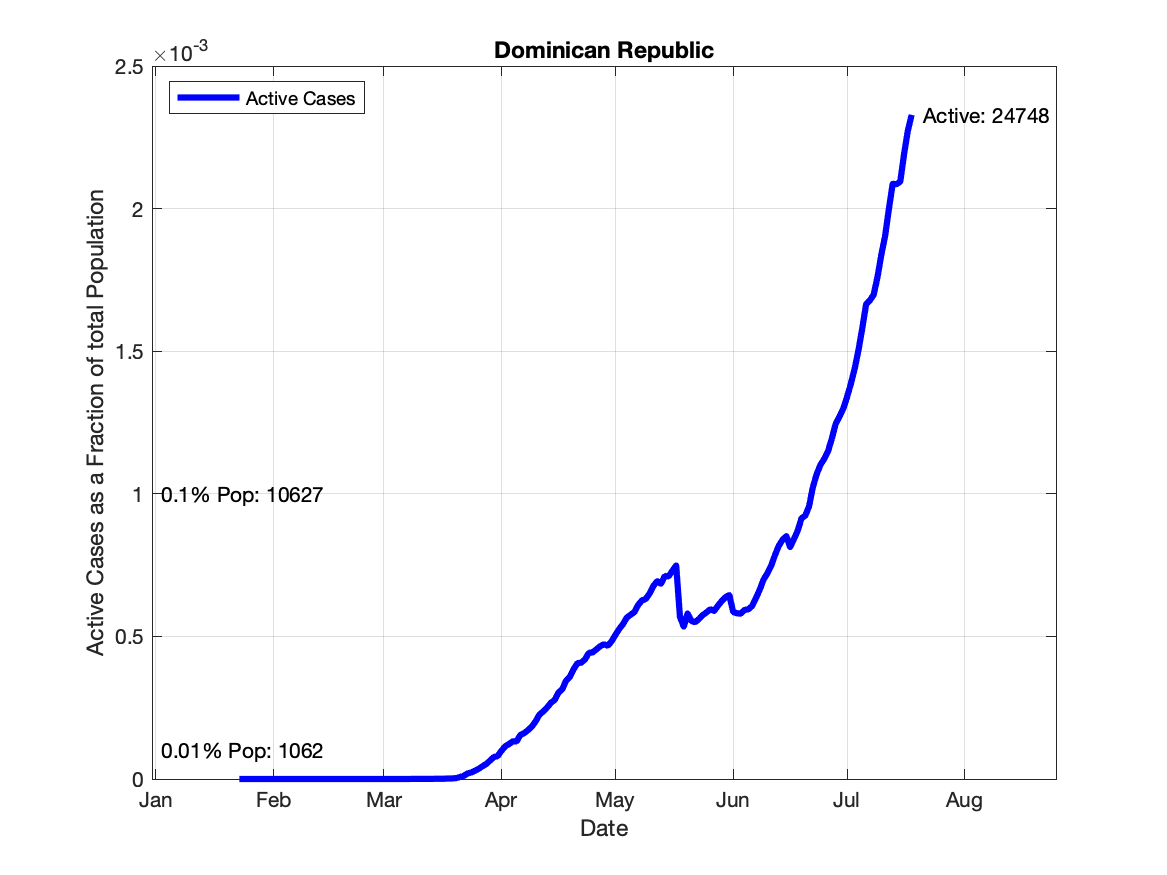 Dominican Republic
×10-3
2.5
2
1.5
1
0.5
0
Active Cases as a Fraction of total Population
Active Cases
Active: 24748
0.1% Pop: 10627
0.01% Pop: 1062
Jan Feb Mar Apr May Jun Jul Aug
Date